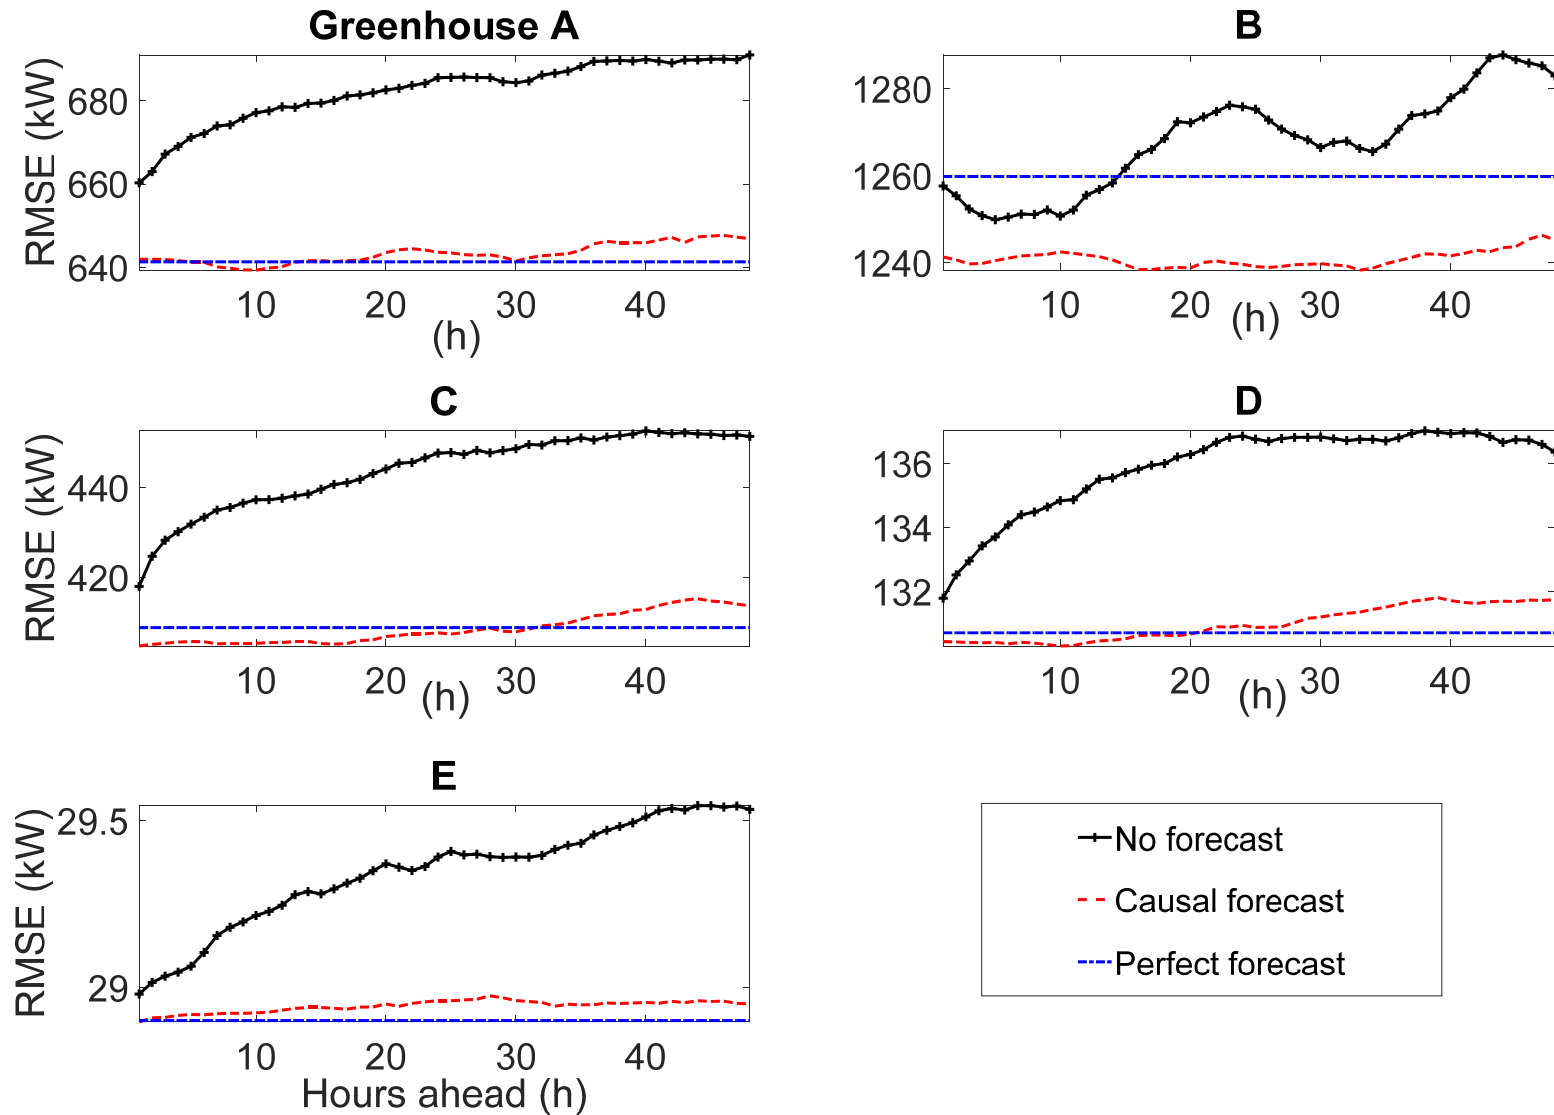 Greenhouse A
RMSE (kW)
680
660
640
10 20 30 40
(h)
B
1280
1260
1240
10 20 30 40
(h)
C
RMSE (kW)
440
420
10 20 30 40
(h)
D
136
134
132
10 20 30 40
(h)
E
RMSE (kW)
29.5
29
10 20 30 40
Hours ahead (h)
No forecast
Causal forecast
Perfect forecast